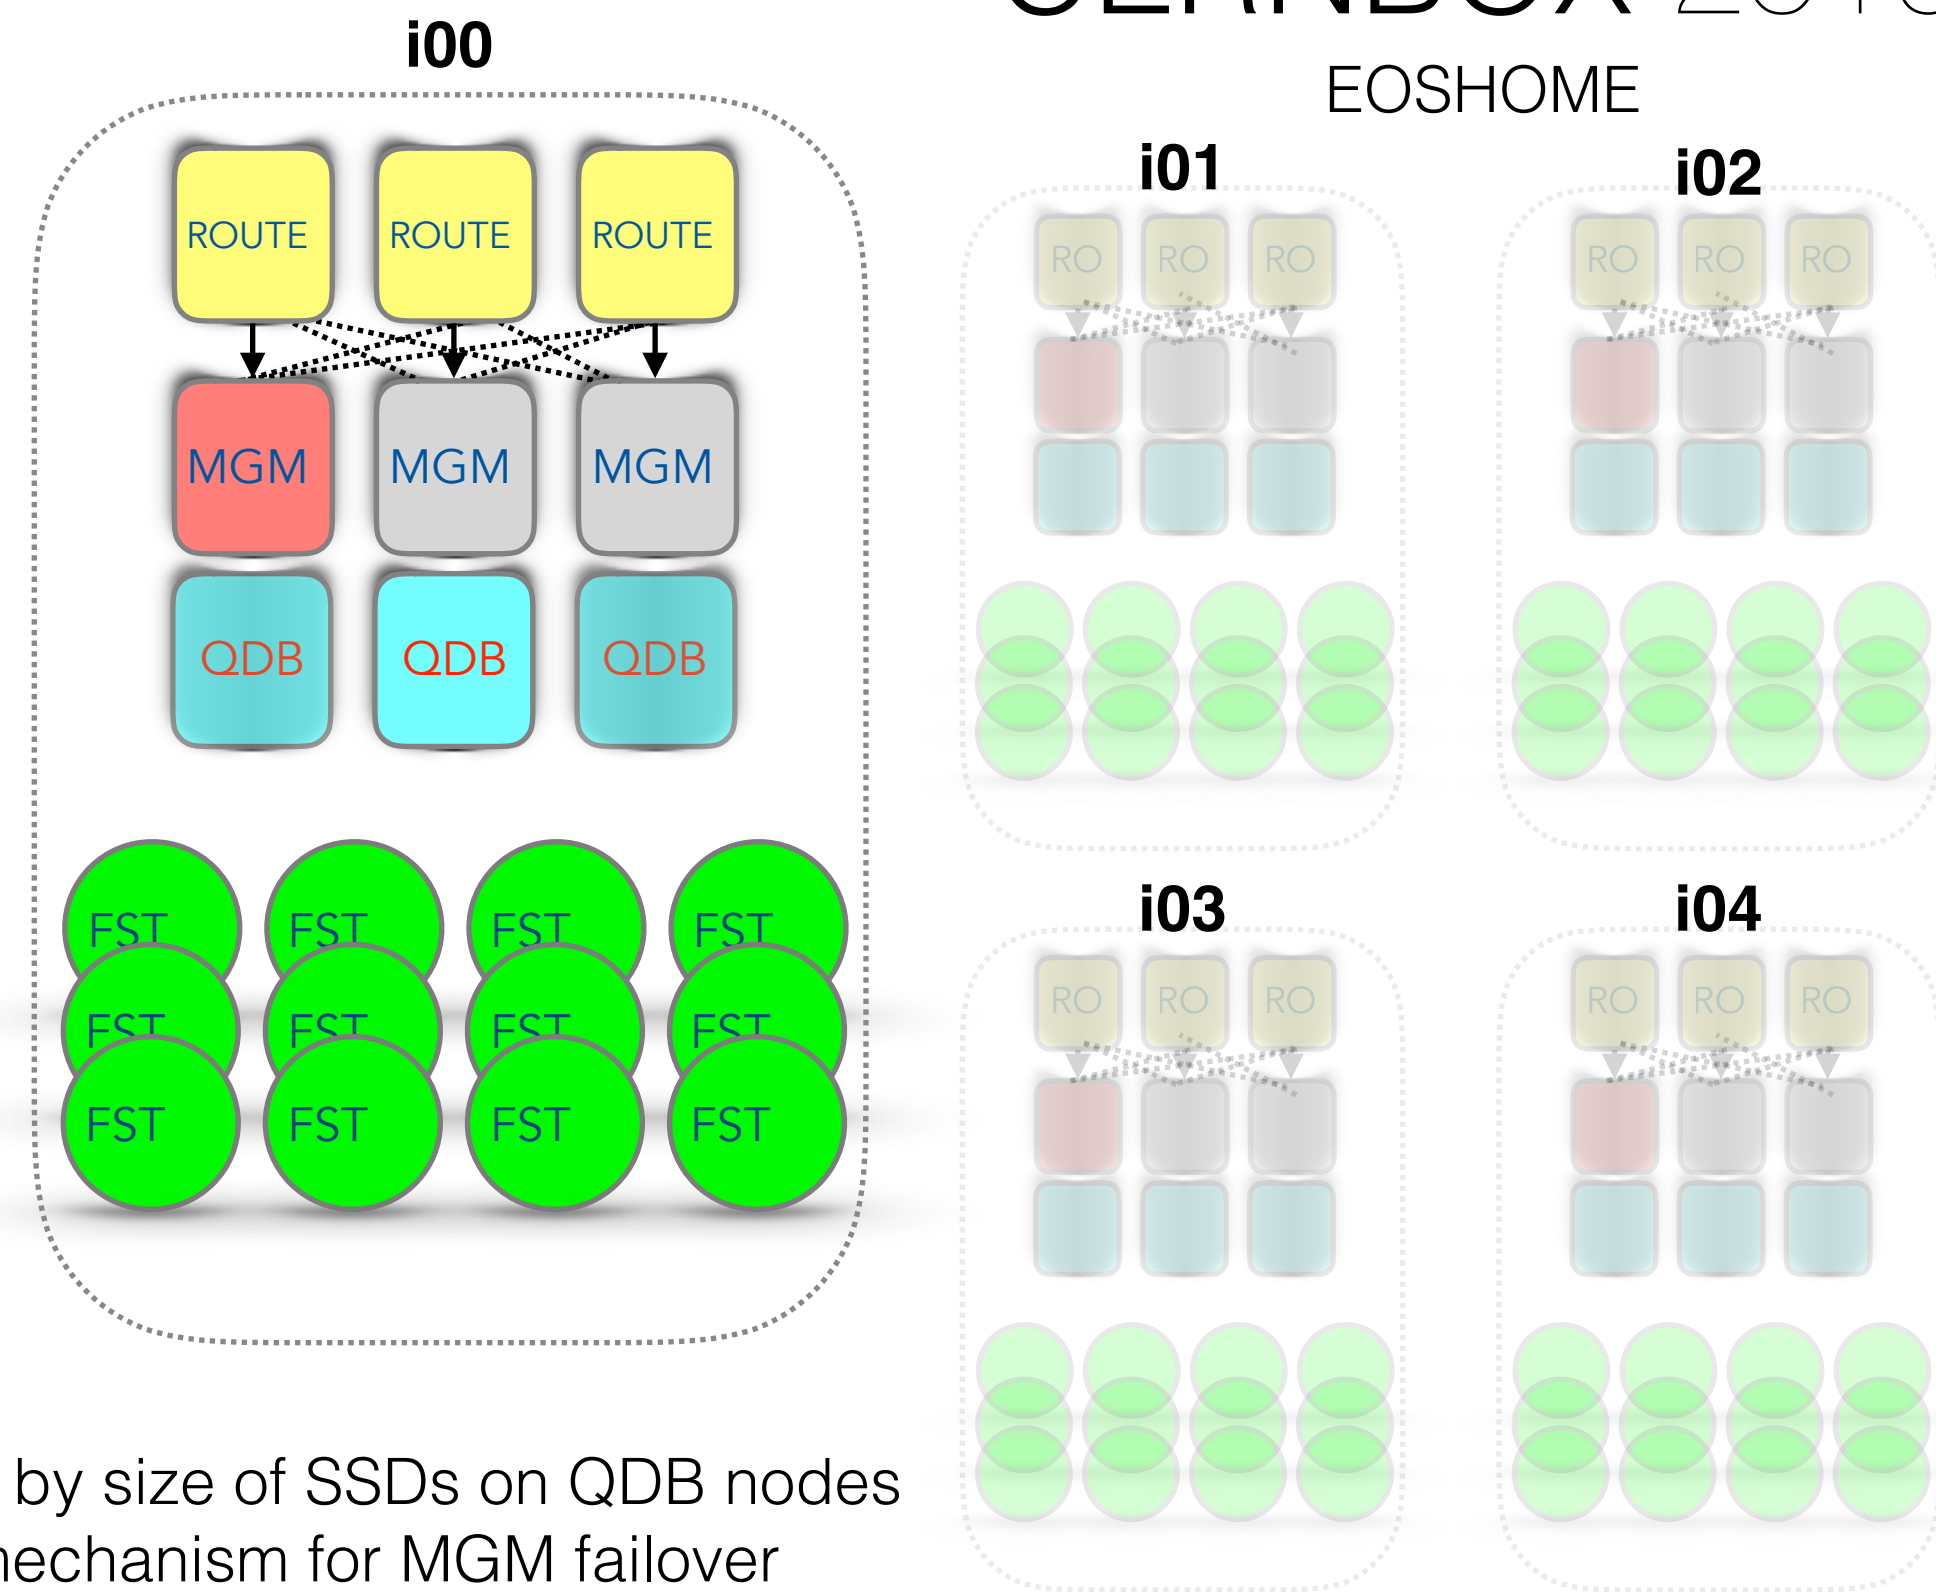 i00
ROUTE ROUTE ROUTE
MGM MGM MGM
QDB QDB QDB
FST FST FST FST
FST FST FST FST
FST FST FST FST
by size of SSDs on QDB nodes
for MGM failover
EOSHOME
i01
RO RO RO
i02
RO RO RO
i03
RO RO RO
i04
RO RO RO